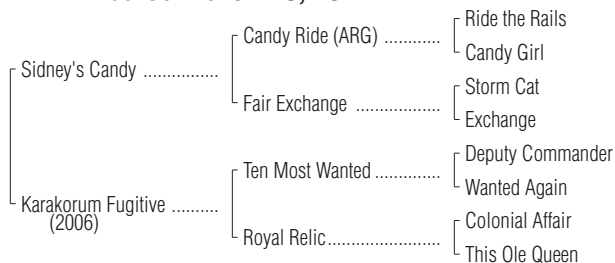 Ride the Rails
Candy Ride (ARG) ............
Candy Girl
Sidney's Candy ...............
Storm Cat
Fair Exchange .................
Exchange
Deputy Commander
Ten Most Wanted .............
Wanted Again
Karakorum Fugitive ..........
(2006)
Colonial Affair
Royal Relic......................
This Ole Queen